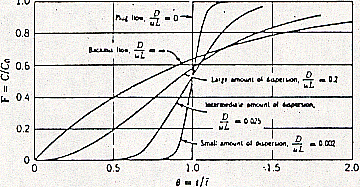 1.0
0.8
0.6
0.4
0.2
0
F = C/C₀
Plug flow, D/uL = 0
Backmix flow, D/uL = ∞
Large amount of dispersion, D/uL = 0.2
Intermediate amount of dispersion,
D/uL = 0.025
Small amount of dispersion, D/uL = 0.002
0 0.5 1.0 1.5 2.0
θ = t/t̄